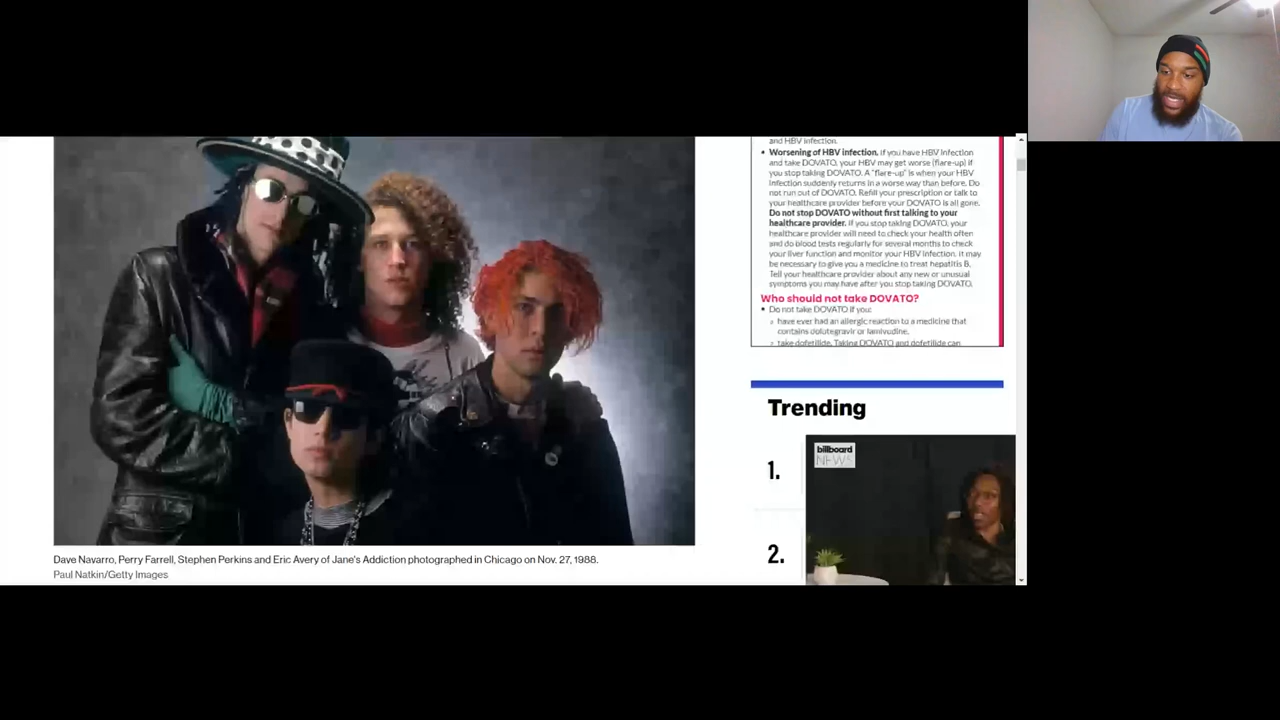 and HBV infection.
• Worsening of HBV infection. If you have HBV infection
and take DOVATO, your HBV may get worse (flare-up) if
you stop taking DOVATO. A "flare-up" is when your HBV
infection suddenly returns in a worse way than before. Do
not run out of DOVATO. Refill your prescription or talk to
your healthcare provider before your DOVATO is all gone.
Do not stop DOVATO without first talking to your
healthcare provider. If you stop taking DOVATO, your
healthcare provider will need to check your health often
and do blood tests regularly for several months to check
your liver function and monitor your HBV infection. It may
be necessary to give you a medicine to treat hepatitis B.
Tell your healthcare provider about any new or unusual
symptoms you may have after you stop taking DOVATO.
Who should not take DOVATO?
• Do not take DOVATO if you:
o have ever had an allergic reaction to a medicine that
contains dolutegravir or lamivudine.
o take dofetilide. Taking DOVATO and dofetilide can
Trending
1.
billboard
NEWS
2.
Dave Navarro, Perry Farrell, Stephen Perkins and Eric Avery of Jane's Addiction photographed in Chicago on Nov. 27, 1988.
Paul Natkin/Getty Images